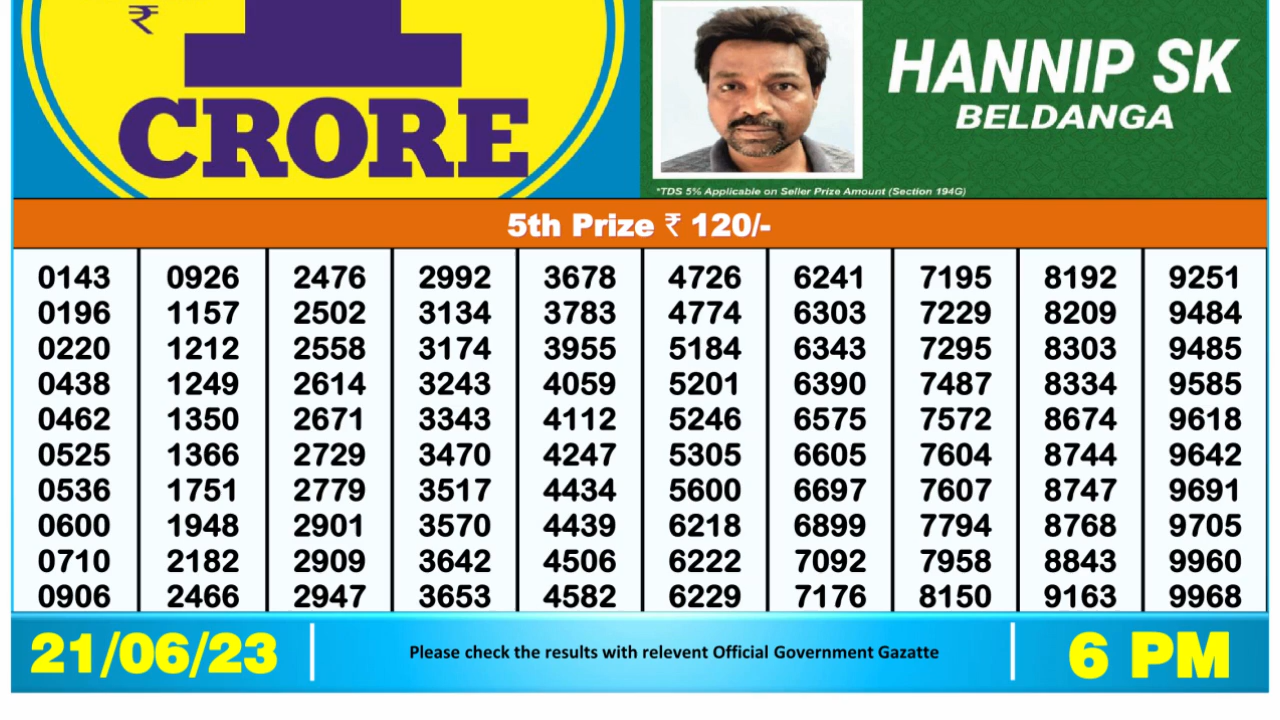 ₹
1
CRORE
HANNIP SK
BELDANGA
*TDS 5% Applicable on Seller Prize Amount (Section 194G)
5th Prize ₹ 120/-
0143 0926 2476 2992 3678 4726 6241 7195 8192 9251
0196 1157 2502 3134 3783 4774 6303 7229 8209 9484
0220 1212 2558 3174 3955 5184 6343 7295 8303 9485
0438 1249 2614 3243 4059 5201 6390 7487 8334 9585
0462 1350 2671 3343 4112 5246 6575 7572 8674 9618
0525 1366 2729 3470 4247 5305 6605 7604 8744 9642
0536 1751 2779 3517 4434 5600 6697 7607 8747 9691
0600 1948 2901 3570 4439 6218 6899 7794 8768 9705
0710 2182 2909 3642 4506 6222 7092 7958 8843 9960
0906 2466 2947 3653 4582 6229 7176 8150 9163 9968
21/06/23
Please check the results with relevent Official Government Gazatte
6 PM